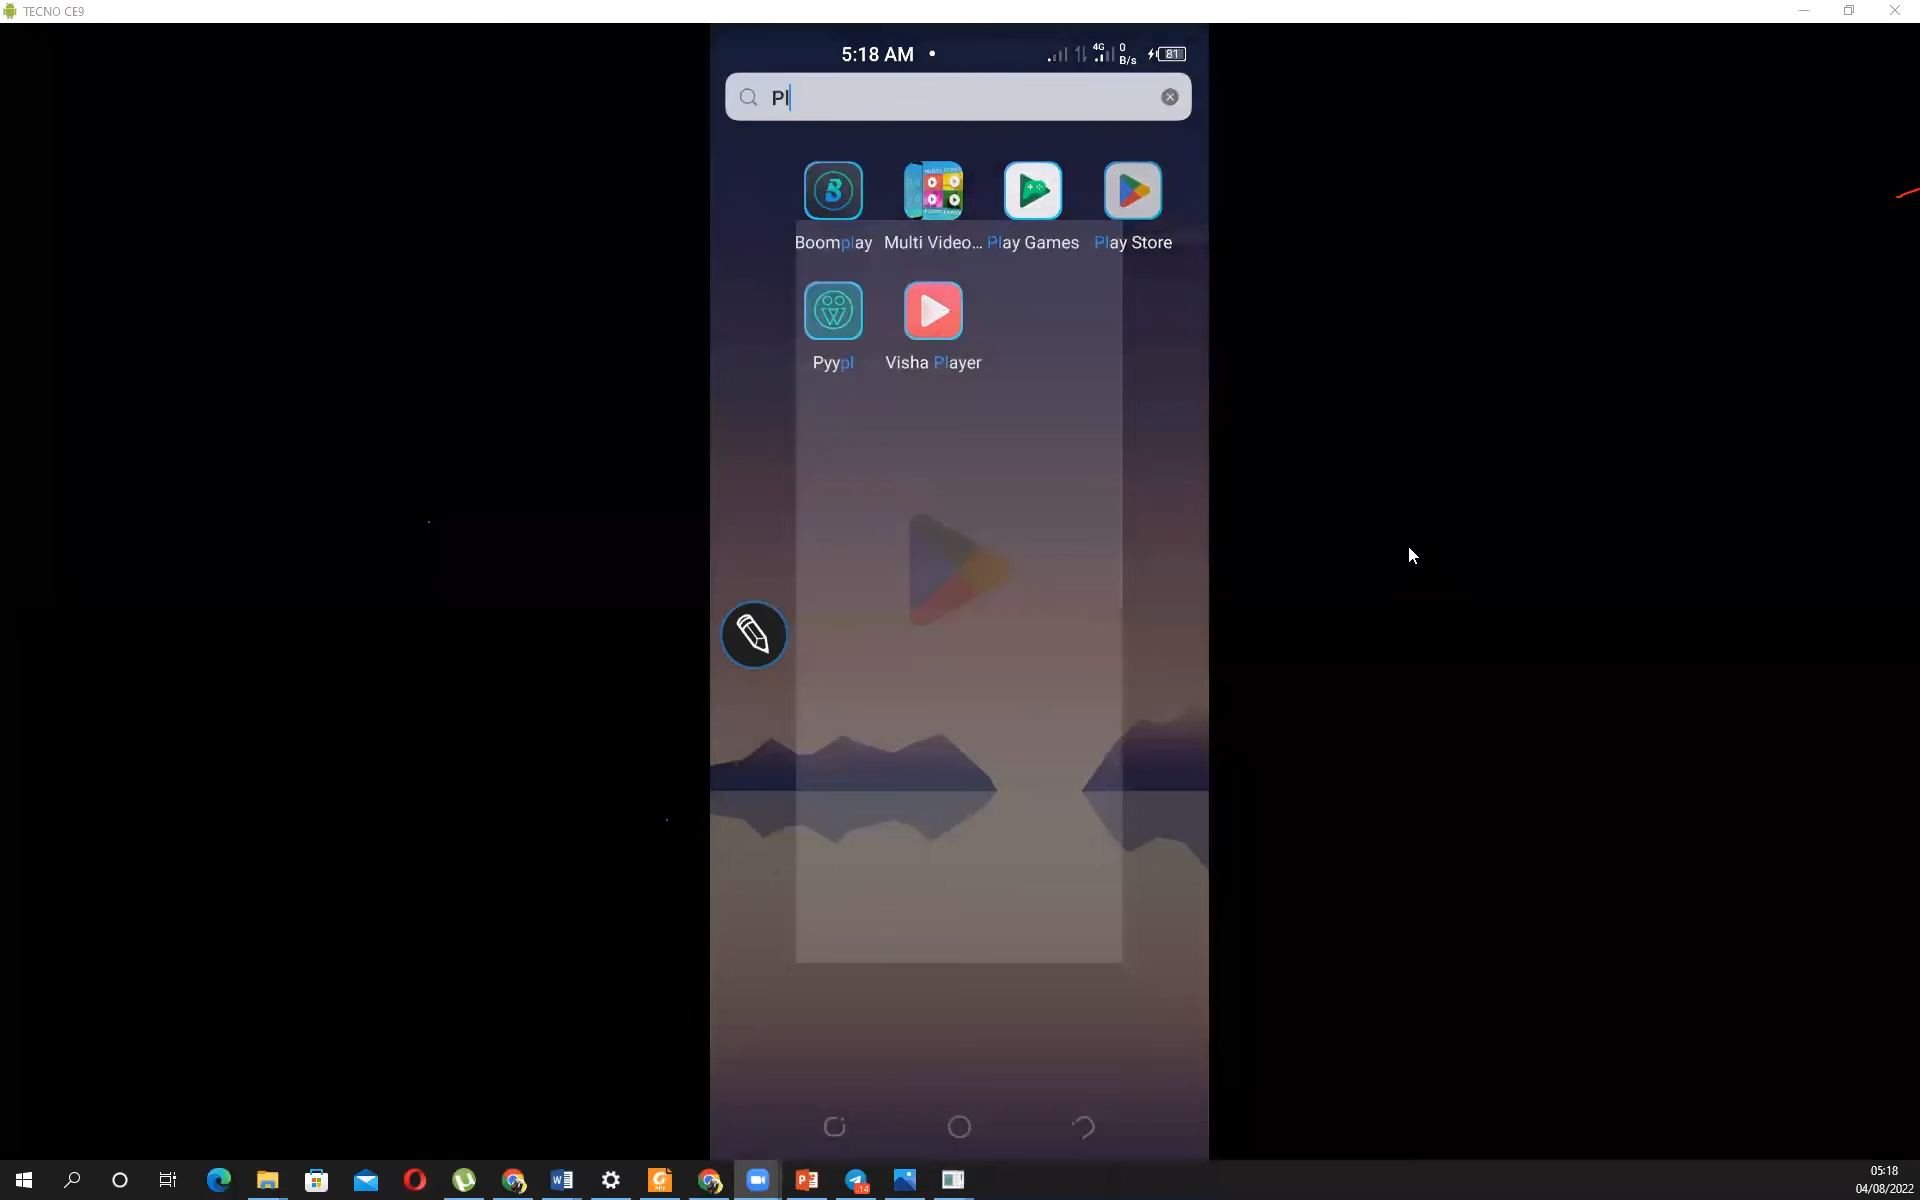 TECNO CE9
5:18 AM
4G
0
B/s
81
Pl
Boomplay
Multi Video...
Play Games
Play Store
Pyypl
Visha Player
14
05:18
04/08/2022